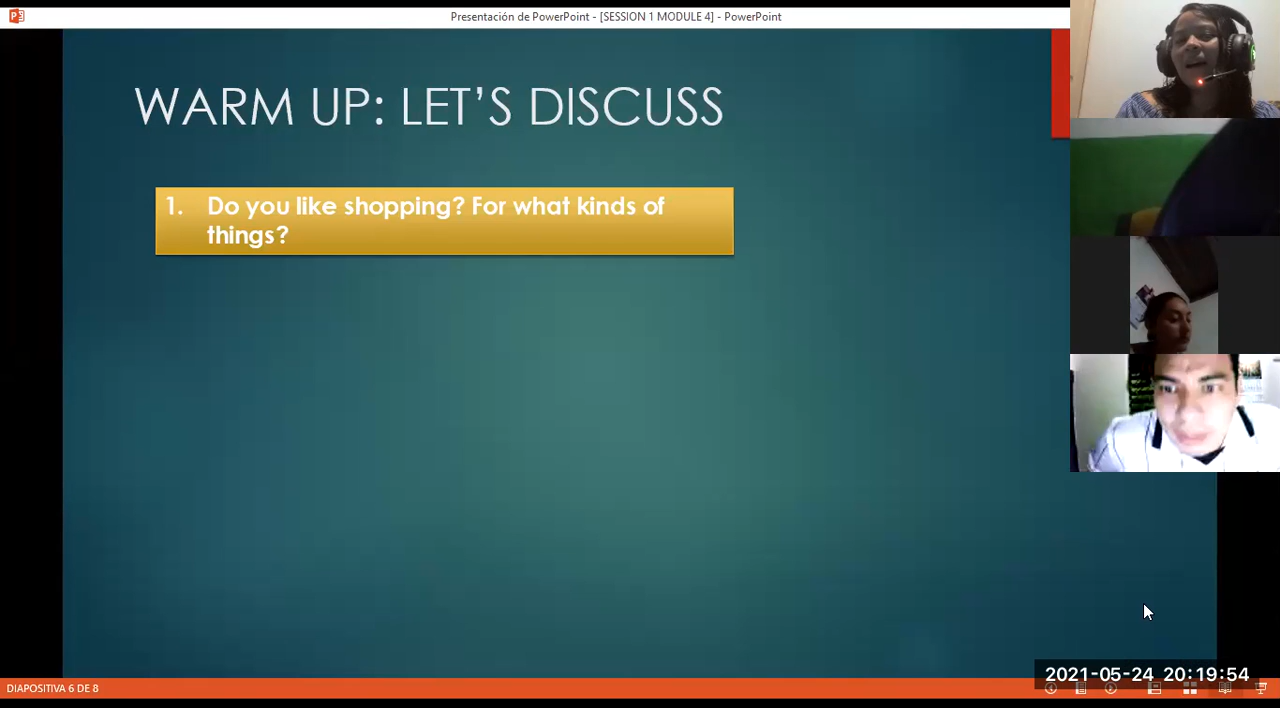 Presentación de PowerPoint - [SESSION 1 MODULE 4] - PowerPoint
WARM UP: LET’S DISCUSS
1. Do you like shopping? For what kinds of
things?
2021-05-24 20:19:54
DIAPOSITIVA 6 DE 8